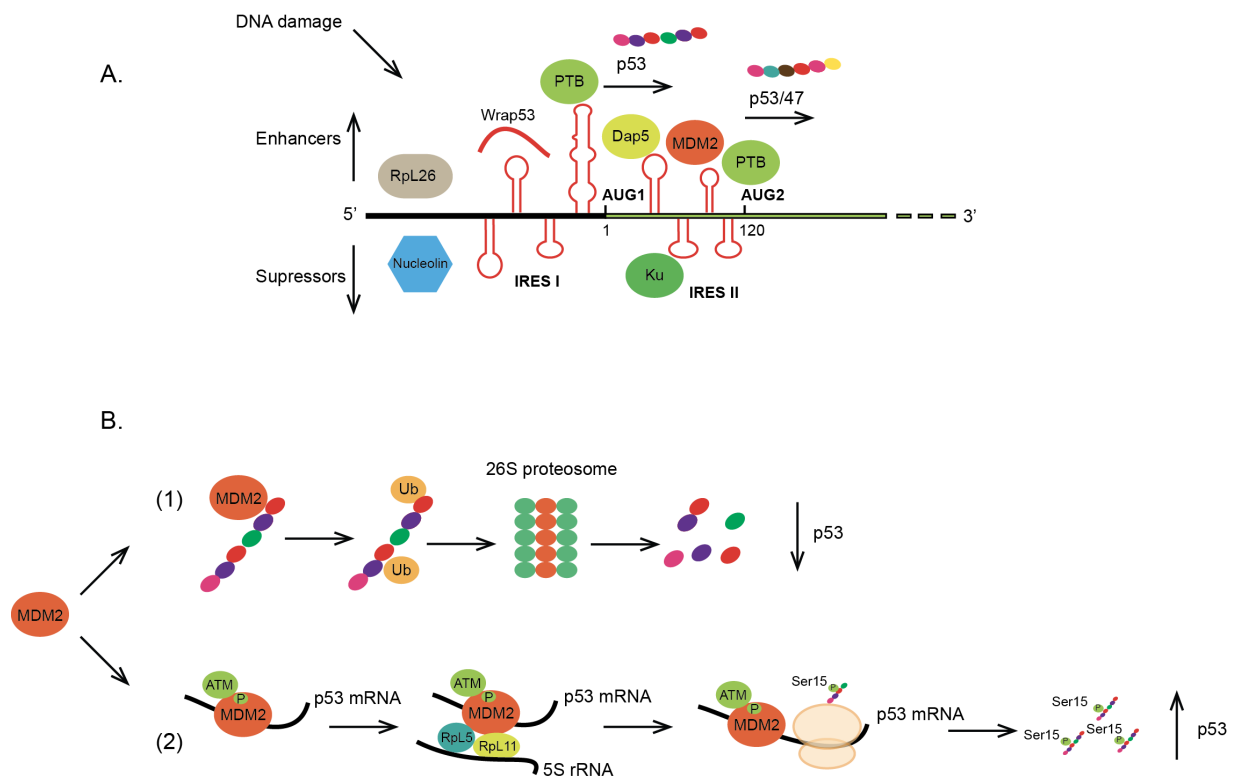 DNA damage
A.
p53
PTB
p53/47
Wrap53
Enhancers
Dap5
MDM2
PTB
RpL26
AUG1
AUG2
5’
3’
1
120
Nucleolin
Supressors
IRES I
Ku
IRES II
B.
26S proteosome
(1)
MDM2
Ub
Ub
p53
MDM2
ATM
P
MDM2
p53 mRNA
ATM
P
MDM2
p53 mRNA
RpL5
RpL11
5S rRNA
Ser15
P
ATM
P
MDM2
p53 mRNA
Ser15
P
Ser15
P
Ser15
P
p53
(2)